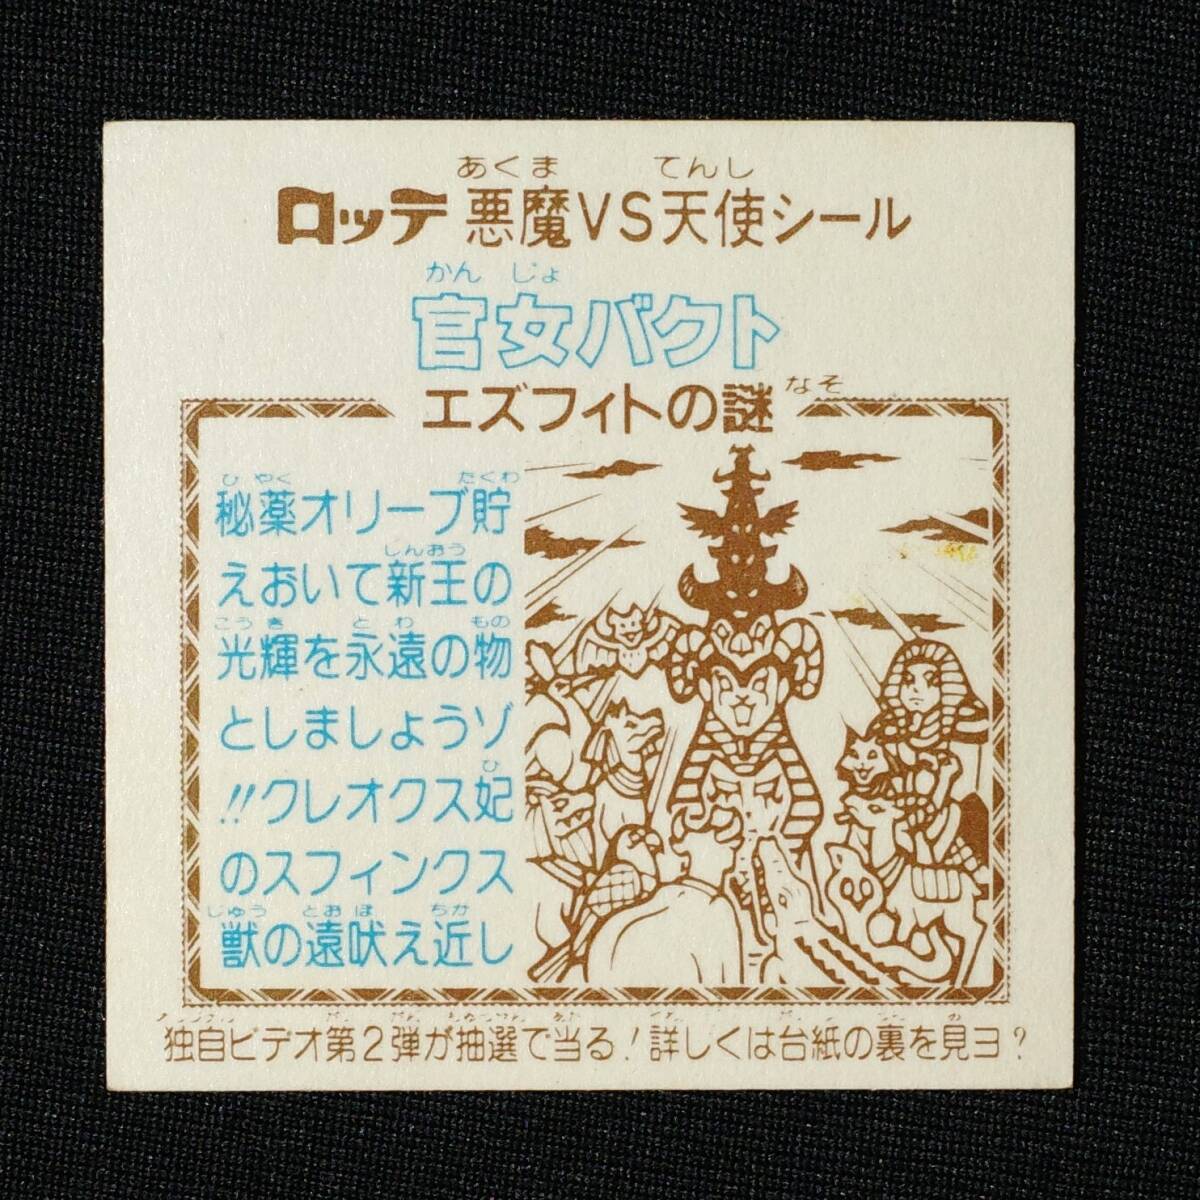 あくま てんし
ロッテ 悪魔VS天使シール
かんじょ
官女バクト
エズフィトの謎 なぞ
ひやく たくわ
秘薬オリーブ貯
しんおう
えおいて新王の
こうき とわ もの
光輝を永遠の物
としましょうゾ
ひ
!!クレオクス妃
のスフィンクス
じゅう とおぼ ちか
獣の遠吠え近し
独自ビデオ第2弾が抽選で当る!詳しくは台紙の裏を見ヨ?